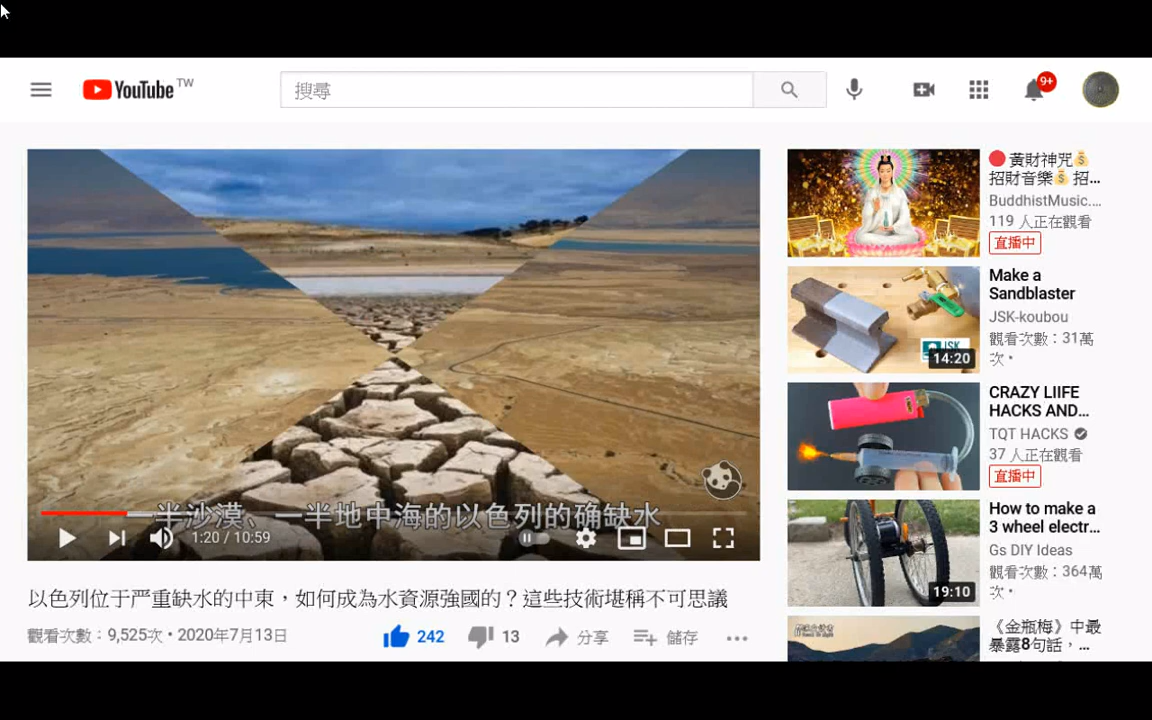 YouTube TW
搜尋
9+
一半沙漠、一半地中海的以色列的确缺水
1:20 / 10:59
以色列位于严重缺水的中東，如何成為水資源強國的？這些技術堪稱不可思議
觀看次數：9,525次 • 2020年7月13日
242
13
分享
儲存
黃財神咒
招財音樂 招...
BuddhistMusic....
119 人正在觀看
直播中
JSK
14:20
Make a
Sandblaster
JSK-koubou
觀看次數：31萬
次 •
CRAZY LIIFE
HACKS AND...
TQT HACKS
37 人正在觀看
直播中
19:10
How to make a
3 wheel electr...
Gs DIY Ideas
觀看次數：364萬
次 •
《金瓶梅》中最
暴露8句話，...